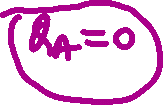 R_A = 0